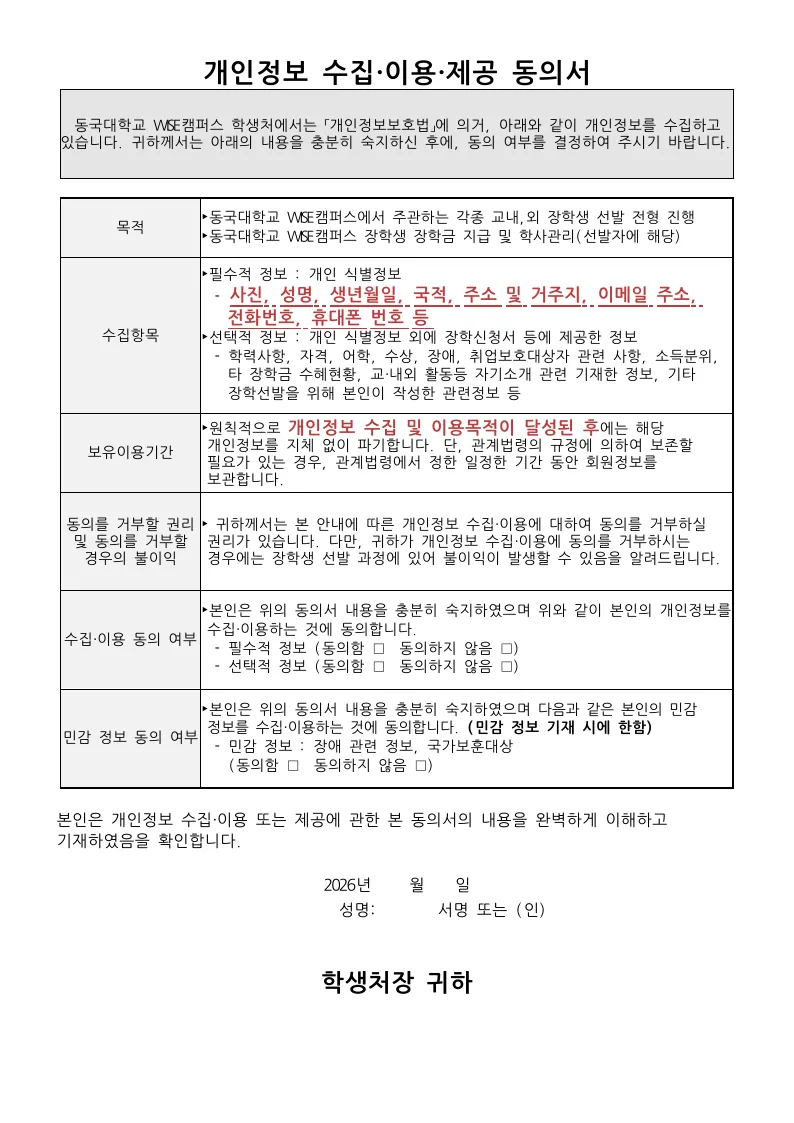 개인정보 수집·이용·제공 동의서
동국대학교 WISE캠퍼스 학생처에서는 「개인정보보호법」에 의거, 아래와 같이 개인정보를 수집하고
있습니다. 귀하께서는 아래의 내용을 충분히 숙지하신 후에, 동의 여부를 결정하여 주시기 바랍니다.
목적
▸동국대학교 WISE캠퍼스에서 주관하는 각종 교내,외 장학생 선발 전형 진행
▸동국대학교 WISE캠퍼스 장학생 장학금 지급 및 학사관리(선발자에 해당)
수집항목
▸필수적 정보 : 개인 식별정보
- 사진, 성명, 생년월일, 국적, 주소 및 거주지, 이메일 주소,
전화번호, 휴대폰 번호 등
▸선택적 정보 : 개인 식별정보 외에 장학신청서 등에 제공한 정보
- 학력사항, 자격, 어학, 수상, 장애, 취업보호대상자 관련 사항, 소득분위,
타 장학금 수혜현황, 교·내외 활동등 자기소개 관련 기재한 정보, 기타
장학선발을 위해 본인이 작성한 관련정보 등
보유이용기간
▸원칙적으로 개인정보 수집 및 이용목적이 달성된 후에는 해당
개인정보를 지체 없이 파기합니다. 단, 관계법령의 규정에 의하여 보존할
필요가 있는 경우, 관계법령에서 정한 일정한 기간 동안 회원정보를
보관합니다.
동의를 거부할 권리
및 동의를 거부할
경우의 불이익
▸ 귀하께서는 본 안내에 따른 개인정보 수집·이용에 대하여 동의를 거부하실
권리가 있습니다. 다만, 귀하가 개인정보 수집·이용에 동의를 거부하시는
경우에는 장학생 선발 과정에 있어 불이익이 발생할 수 있음을 알려드립니다.
수집·이용 동의 여부
▸본인은 위의 동의서 내용을 충분히 숙지하였으며 위와 같이 본인의 개인정보를
수집·이용하는 것에 동의합니다.
- 필수적 정보 (동의함 □ 동의하지 않음 □)
- 선택적 정보 (동의함 □ 동의하지 않음 □)
민감 정보 동의 여부
▸본인은 위의 동의서 내용을 충분히 숙지하였으며 다음과 같은 본인의 민감
정보를 수집·이용하는 것에 동의합니다. (민감 정보 기재 시에 한함)
- 민감 정보 : 장애 관련 정보, 국가보훈대상
(동의함 □ 동의하지 않음 □)
본인은 개인정보 수집·이용 또는 제공에 관한 본 동의서의 내용을 완벽하게 이해하고
기재하였음을 확인합니다.
2026년 월 일
성명: 서명 또는 (인)
학생처장 귀하